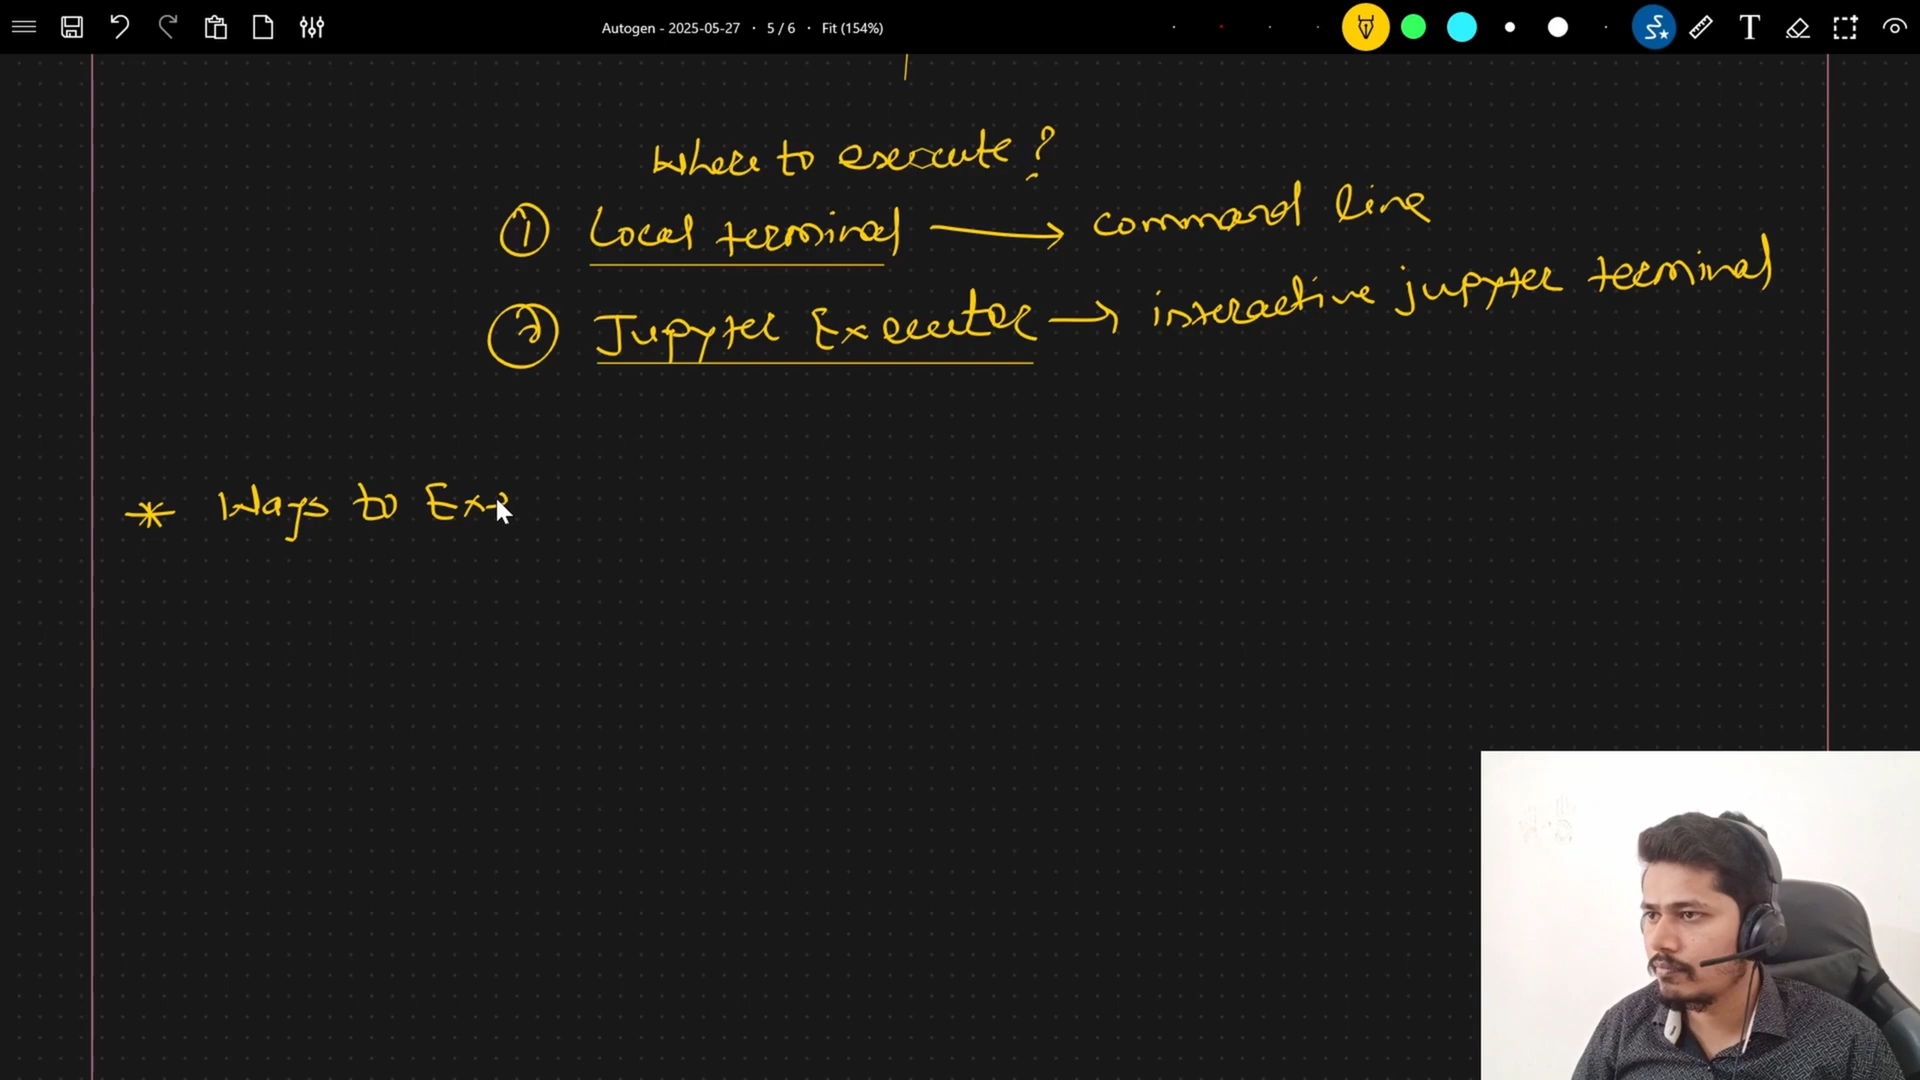 Autogen - 2025-05-27 · 5 / 6 · Fit (154%)
T
Where to execute?
① Local terminal → command line
② Jupyter Executor → interactive jupyter terminal
* Ways to Exe